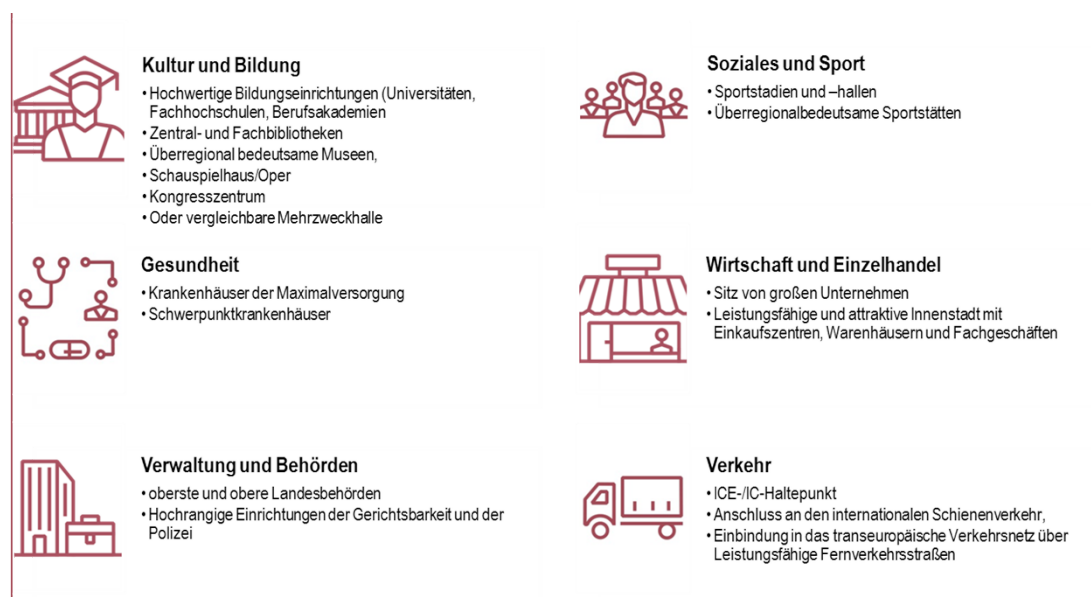 Kultur und Bildung
• Hochwertige Bildungseinrichtungen (Universitäten,
Fachhochschulen, Berufsakademien
• Zentral- und Fachbibliotheken
• Überregional bedeutsame Museen,
• Schauspielhaus/Oper
• Kongresszentrum
• Oder vergleichbare Mehrzweckhalle
Soziales und Sport
• Sportstadien und –hallen
• Überregionalbedeutsame Sportstätten
Gesundheit
• Krankenhäuser der Maximalversorgung
• Schwerpunktkrankenhäuser
Wirtschaft und Einzelhandel
• Sitz von großen Unternehmen
• Leistungsfähige und attraktive Innenstadt mit
Einkaufszentren, Warenhäusern und Fachgeschäften
Verwaltung und Behörden
• oberste und obere Landesbehörden
• Hochrangige Einrichtungen der Gerichtsbarkeit und der
Polizei
Verkehr
• ICE-/IC-Haltepunkt
• Anschluss an den internationalen Schienenverkehr,
• Einbindung in das transeuropäische Verkehrsnetz über
Leistungsfähige Fernverkehrsstraßen